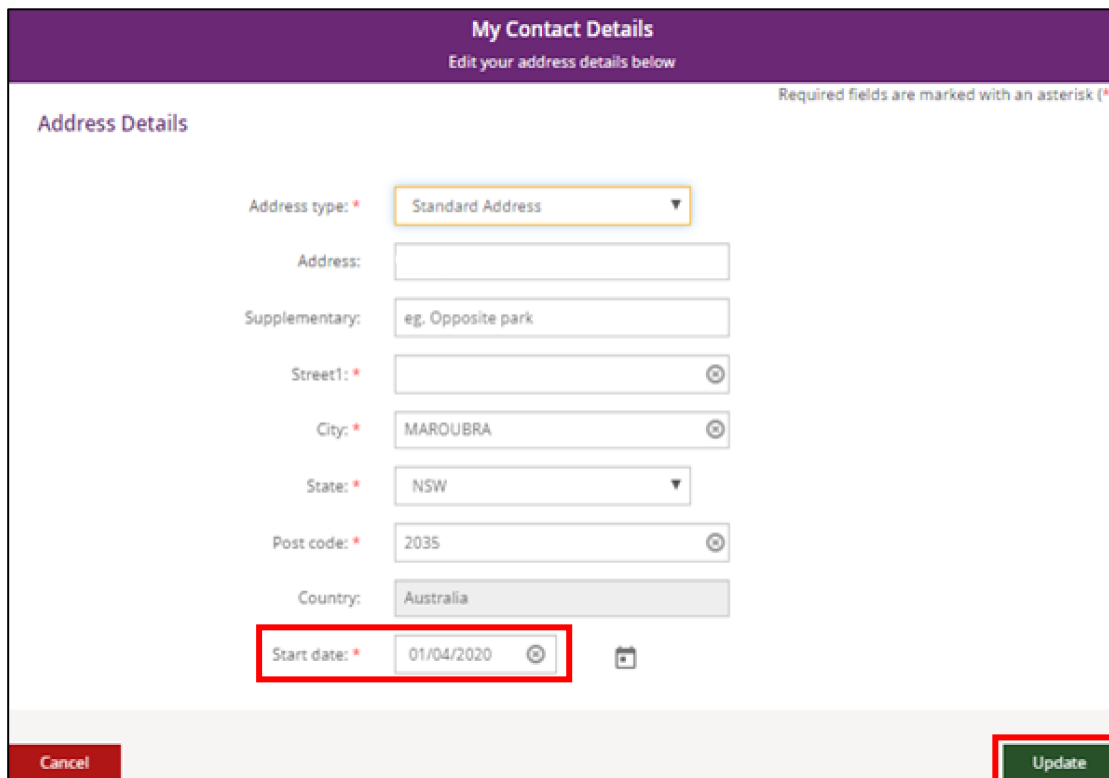 My Contact Details
Edit your address details below
Required fields are marked with an asterisk (*
Address Details
Address type: * Standard Address
Address:
Supplementary: eg. Opposite park
Street1: *
City: * MAROUBRA
State: * NSW
Post code: * 2035
Country: Australia
Start date: * 01/04/2020
Cancel Update